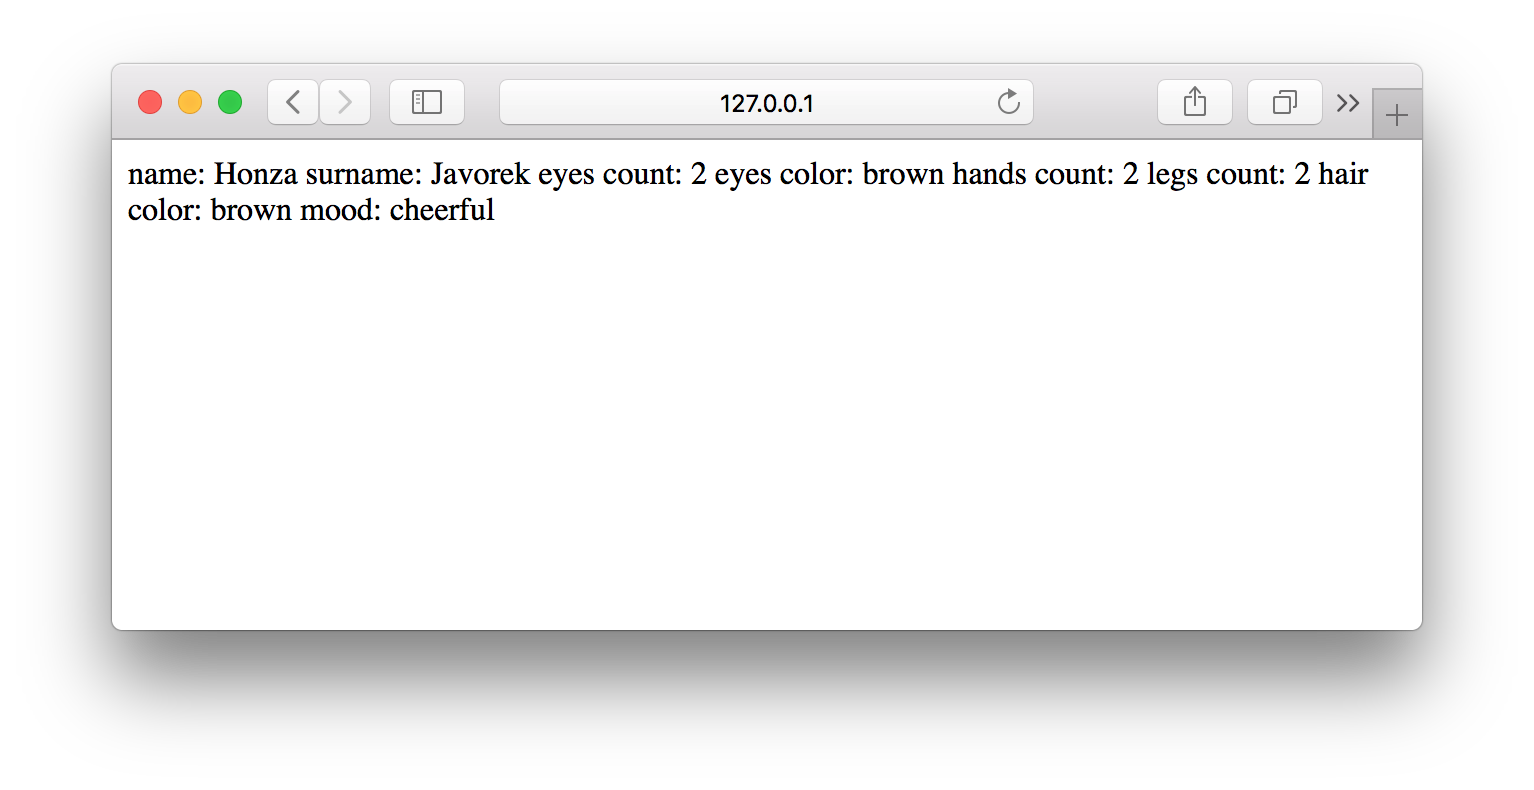 127.0.0.1
name: Honza surname: Javorek eyes count: 2 eyes color: brown hands count: 2 legs count: 2 hair
color: brown mood: cheerful